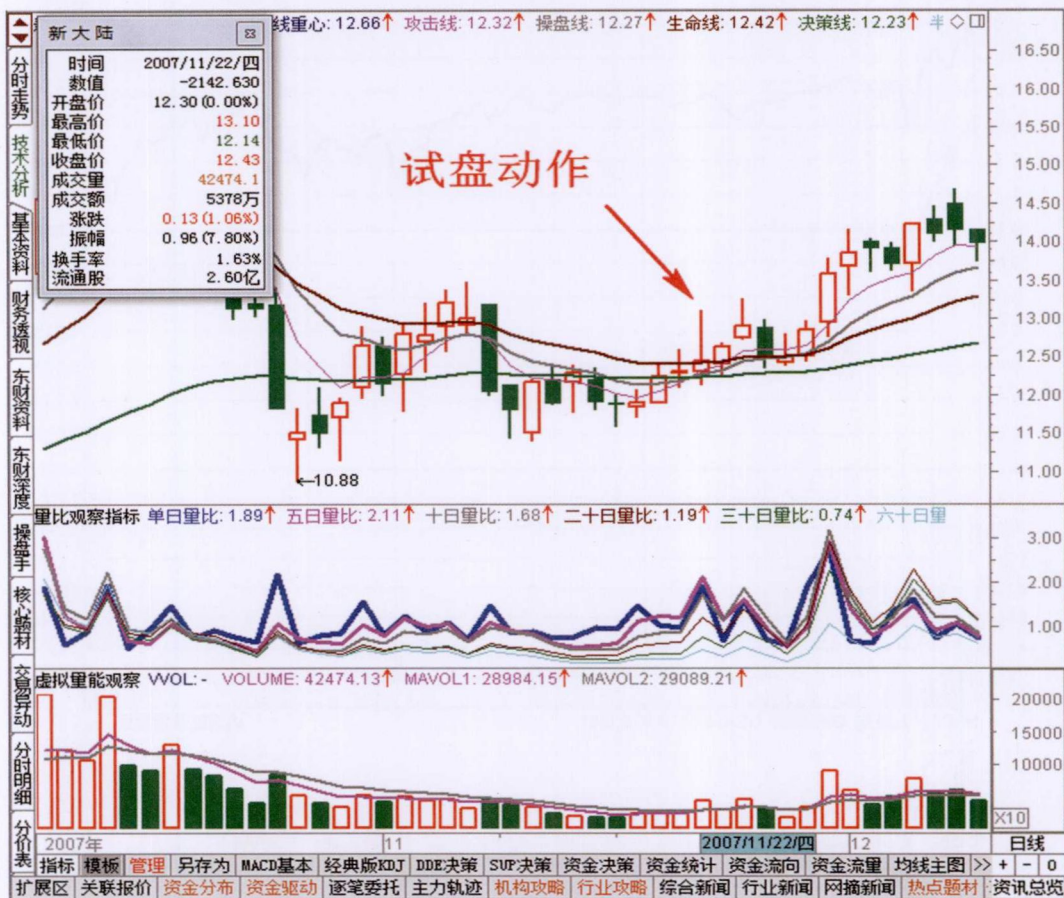 线重心: 12.66↑ 攻击线: 12.32↑ 操盘线: 12.27↑ 生命线: 12.42↑ 决策线: 12.23↑ 半
新大陆
时间 2007/11/22/四
数值 -2142.630
开盘价 12.30(0.00%)
最高价 13.10
最低价 12.14
收盘价 12.43
成交量 42474.1
成交额 5378万
涨跌 0.13(1.06%)
振幅 0.96(7.80%)
换手率 1.63%
流通股 2.60亿
分时走势
技术分析
基本资料
财务透视
东财资料
东财深度
操盘手
核心题材
交易异动
分时明细
分价表
试盘动作
←10.88
16.50
16.00
15.50
15.00
14.50
14.00
13.50
13.00
12.50
12.00
11.50
11.00
量比观察指标 单日量比: 1.89↑ 五日量比: 2.11↑ 十日量比: 1.68↑ 二十日量比: 1.19↑ 三十日量比: 0.74↑ 六十日量
3.00
2.00
1.00
虚拟量能观察 VVOL: - VOLUME: 42474.13↑ MAVOL1: 28984.15↑ MAVOL2: 29089.21↑
20000
15000
10000
X10
2007年 11 2007/11/22/四 12 日线
指标 模板 管理 另存为 MACD基本 经典版KDJ DDE决策 SUP决策 资金决策 资金统计 资金流向 资金流量 均线主图 >> + - 0
扩展区 关联报价 资金分布 资金驱动 逐笔委托 主力轨迹 机构攻略 行业攻略 综合新闻 行业新闻 网摘新闻 热点题材 资讯总览